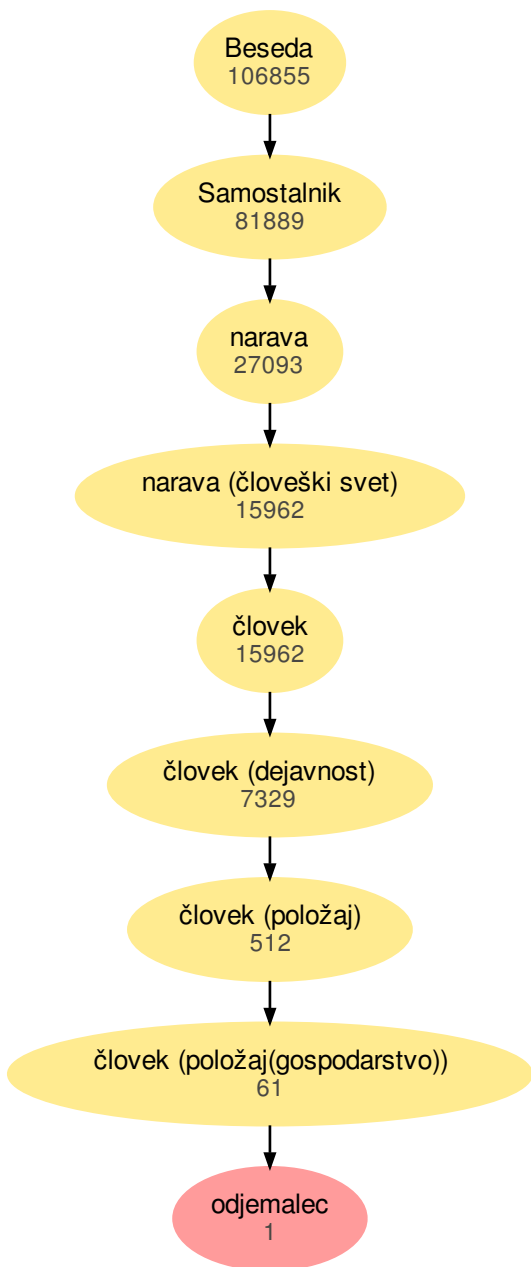 Beseda
106855
Samostalnik
81889
narava
27093
narava (človeški svet)
15962
človek
15962
človek (dejavnost)
7329
človek (položaj)
512
človek (položaj(gospodarstvo))
61
odjemalec
1